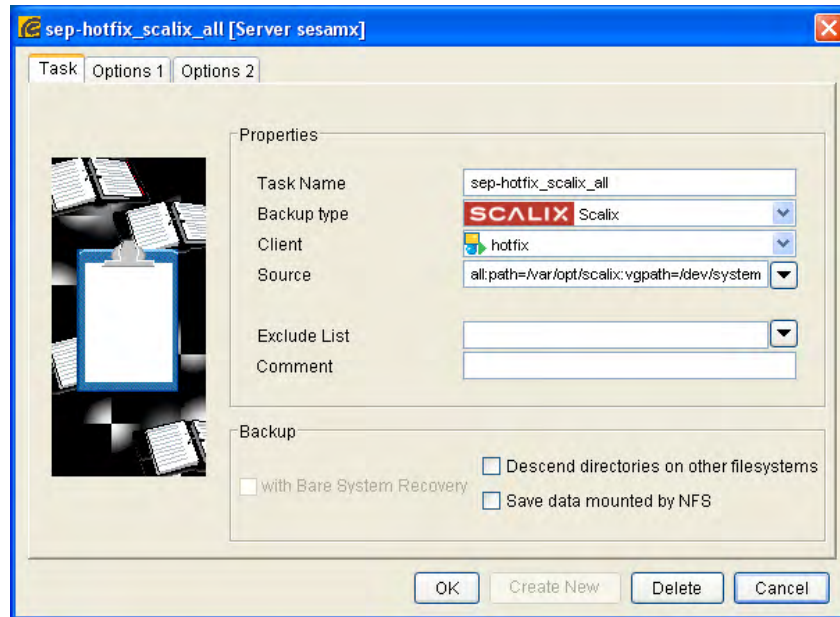 sep-hotfix_scalix_all [Server sesamx]
Task Options 1 Options 2
Properties
Task Name sep-hotfix_scalix_all
Backup type SCALIX Scalix
Client hotfix
Source all:path=/var/opt/scalix:vgpath=/dev/system
Exclude List
Comment
Backup
with Bare System Recovery
Descend directories on other filesystems
Save data mounted by NFS
OK Create New Delete Cancel